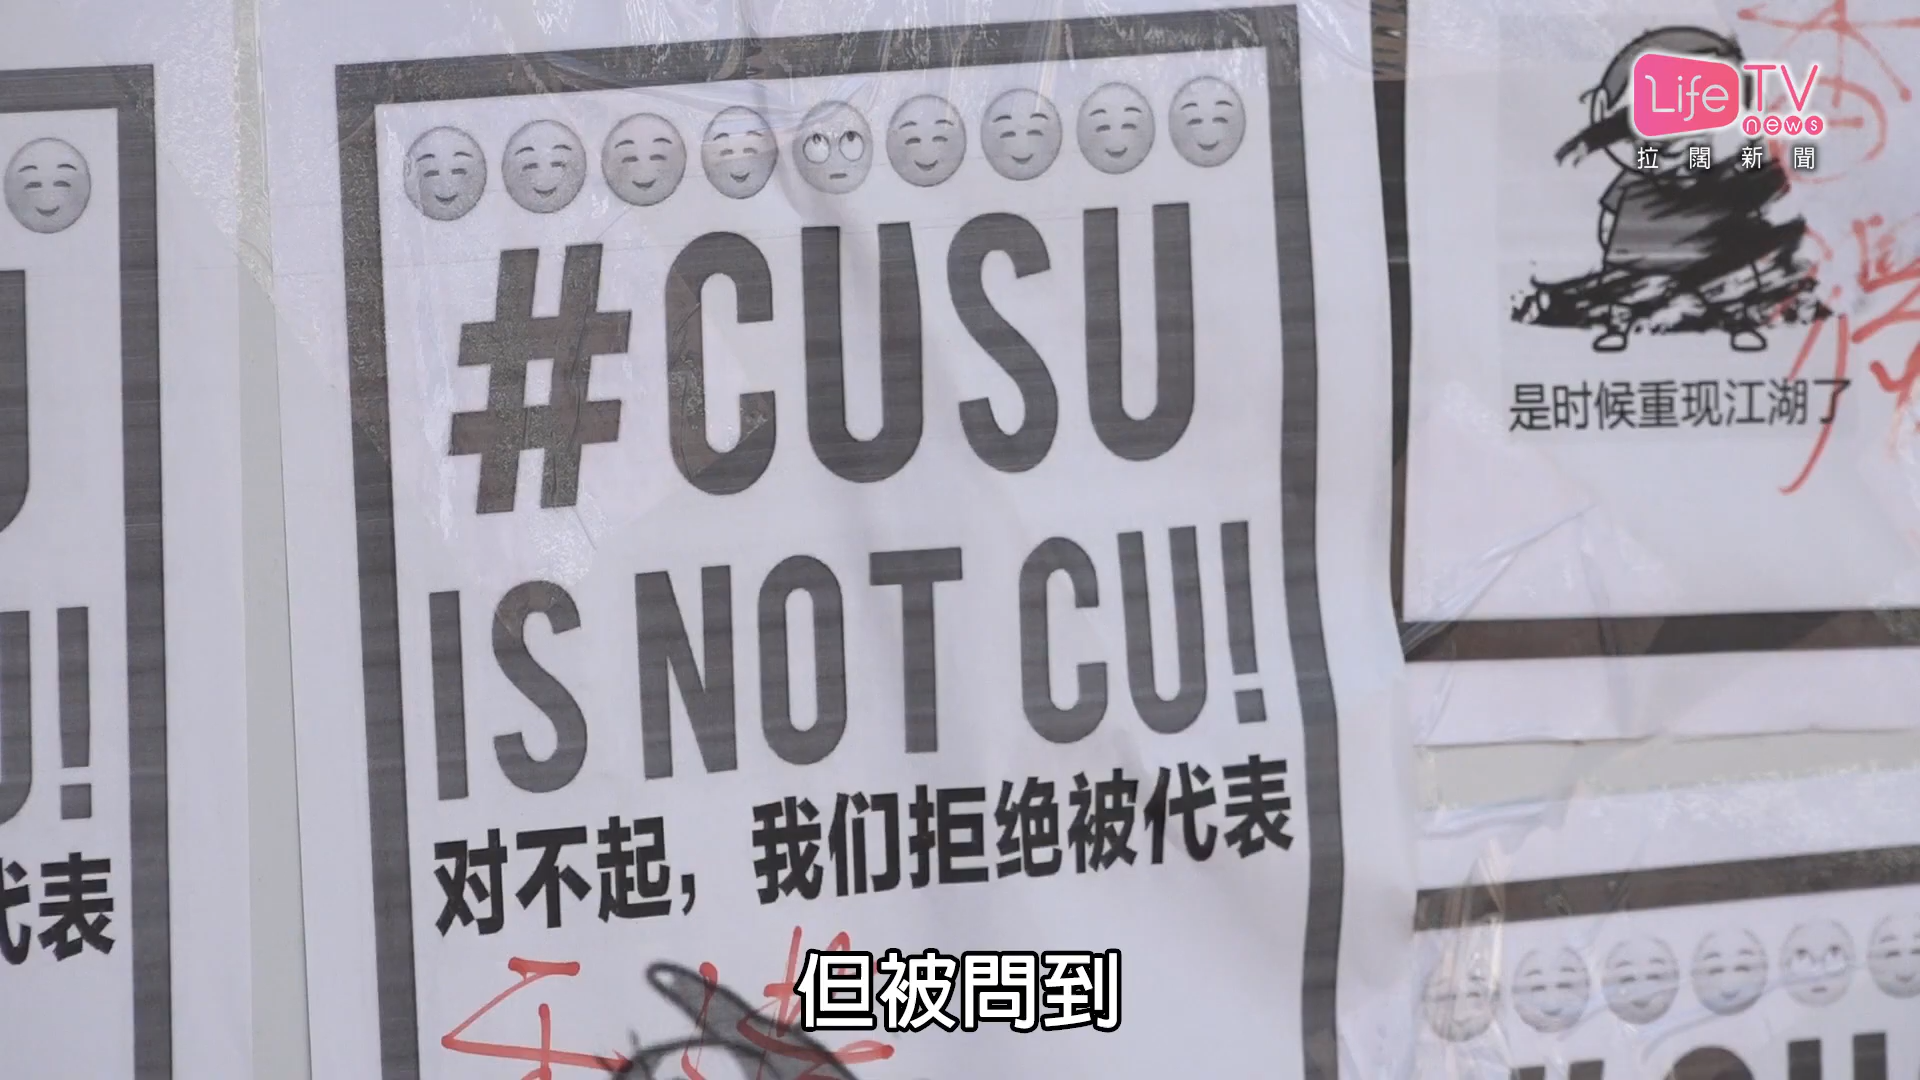 #CUSU
IS NOT CU!
对不起，我们拒绝被代表
Life TV
news
拉闊新聞
是时候重现江湖了
U!
代表
但被問到